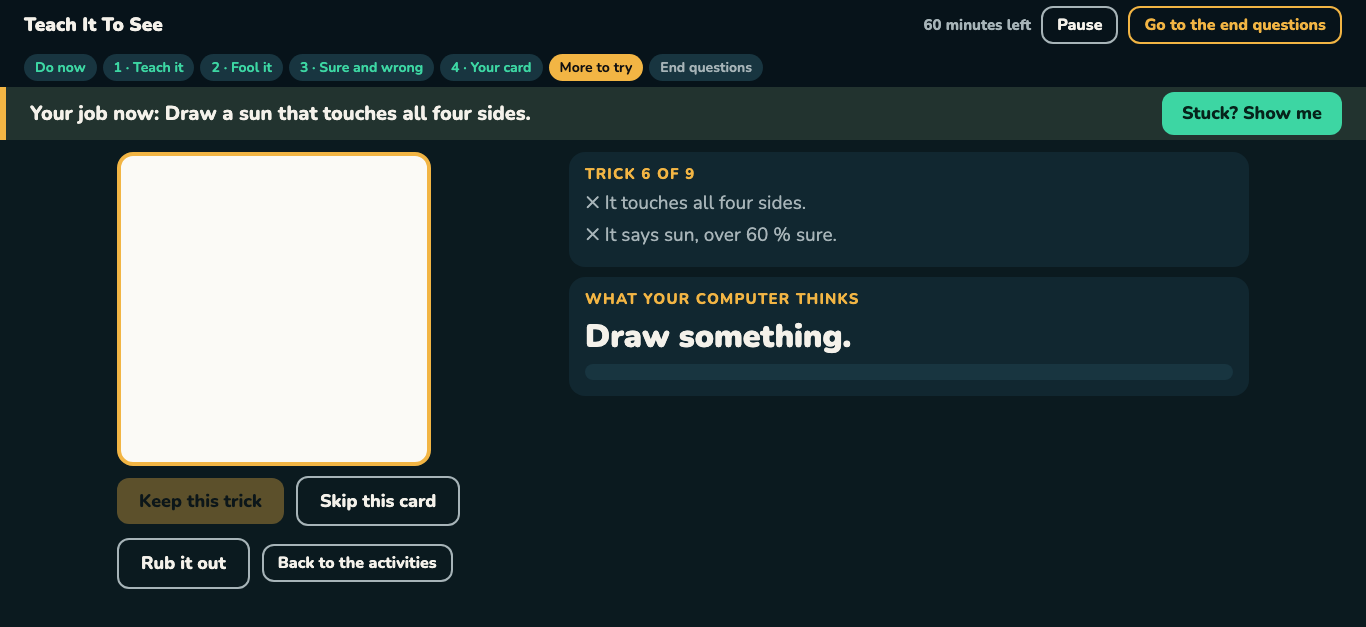 Teach It To See
60 minutes left
Pause
Go to the end questions
Do now
1 · Teach it
2 · Fool it
3 · Sure and wrong
4 · Your card
More to try
End questions
Your job now: Draw a sun that touches all four sides.
Stuck? Show me
TRICK 6 OF 9
✕ It touches all four sides.
✕ It says sun, over 60 % sure.
WHAT YOUR COMPUTER THINKS
Draw something.
Keep this trick
Skip this card
Rub it out
Back to the activities